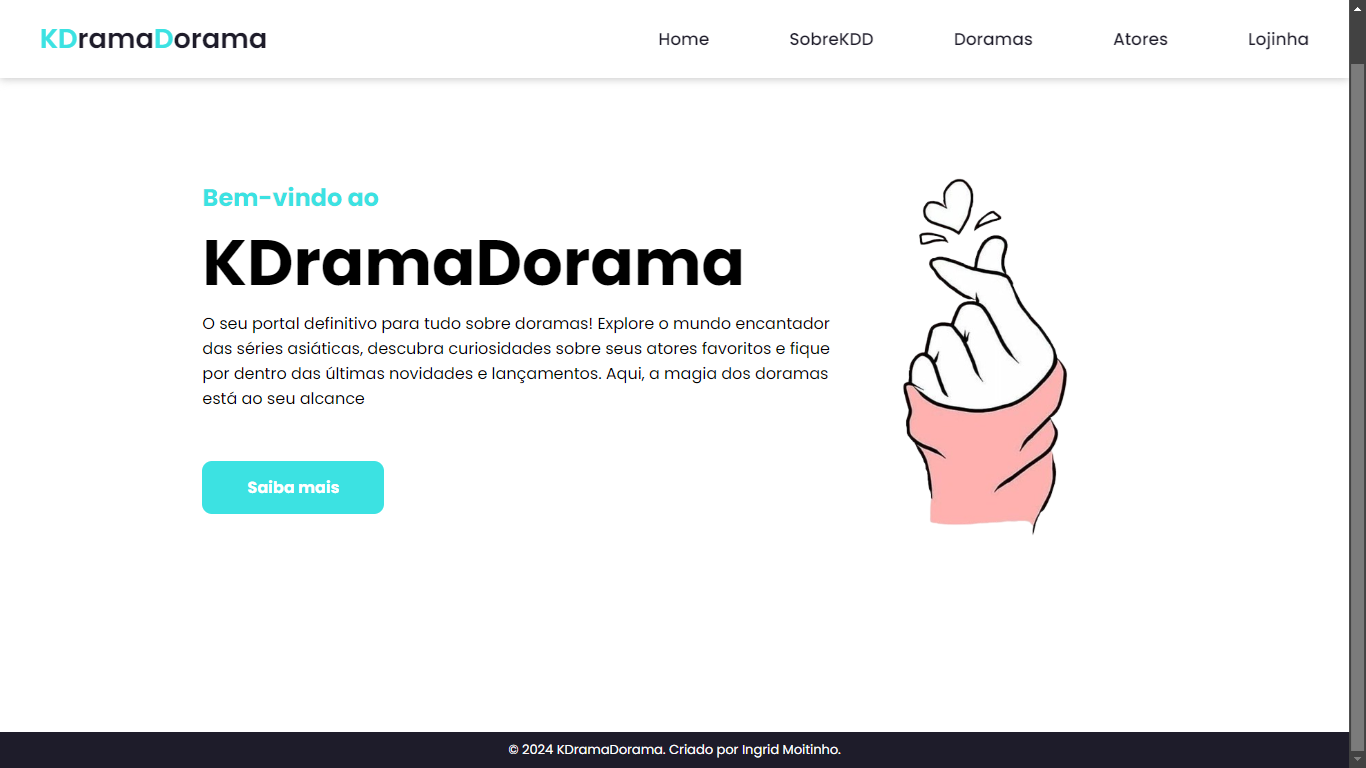 KDramaDorama
Home
SobreKDD
Doramas
Atores
Lojinha
Bem-vindo ao
KDramaDorama
O seu portal definitivo para tudo sobre doramas! Explore o mundo encantador
das séries asiáticas, descubra curiosidades sobre seus atores favoritos e fique
por dentro das últimas novidades e lançamentos. Aqui, a magia dos doramas
está ao seu alcance
Saiba mais
© 2024 KDramaDorama. Criado por Ingrid Moitinho.